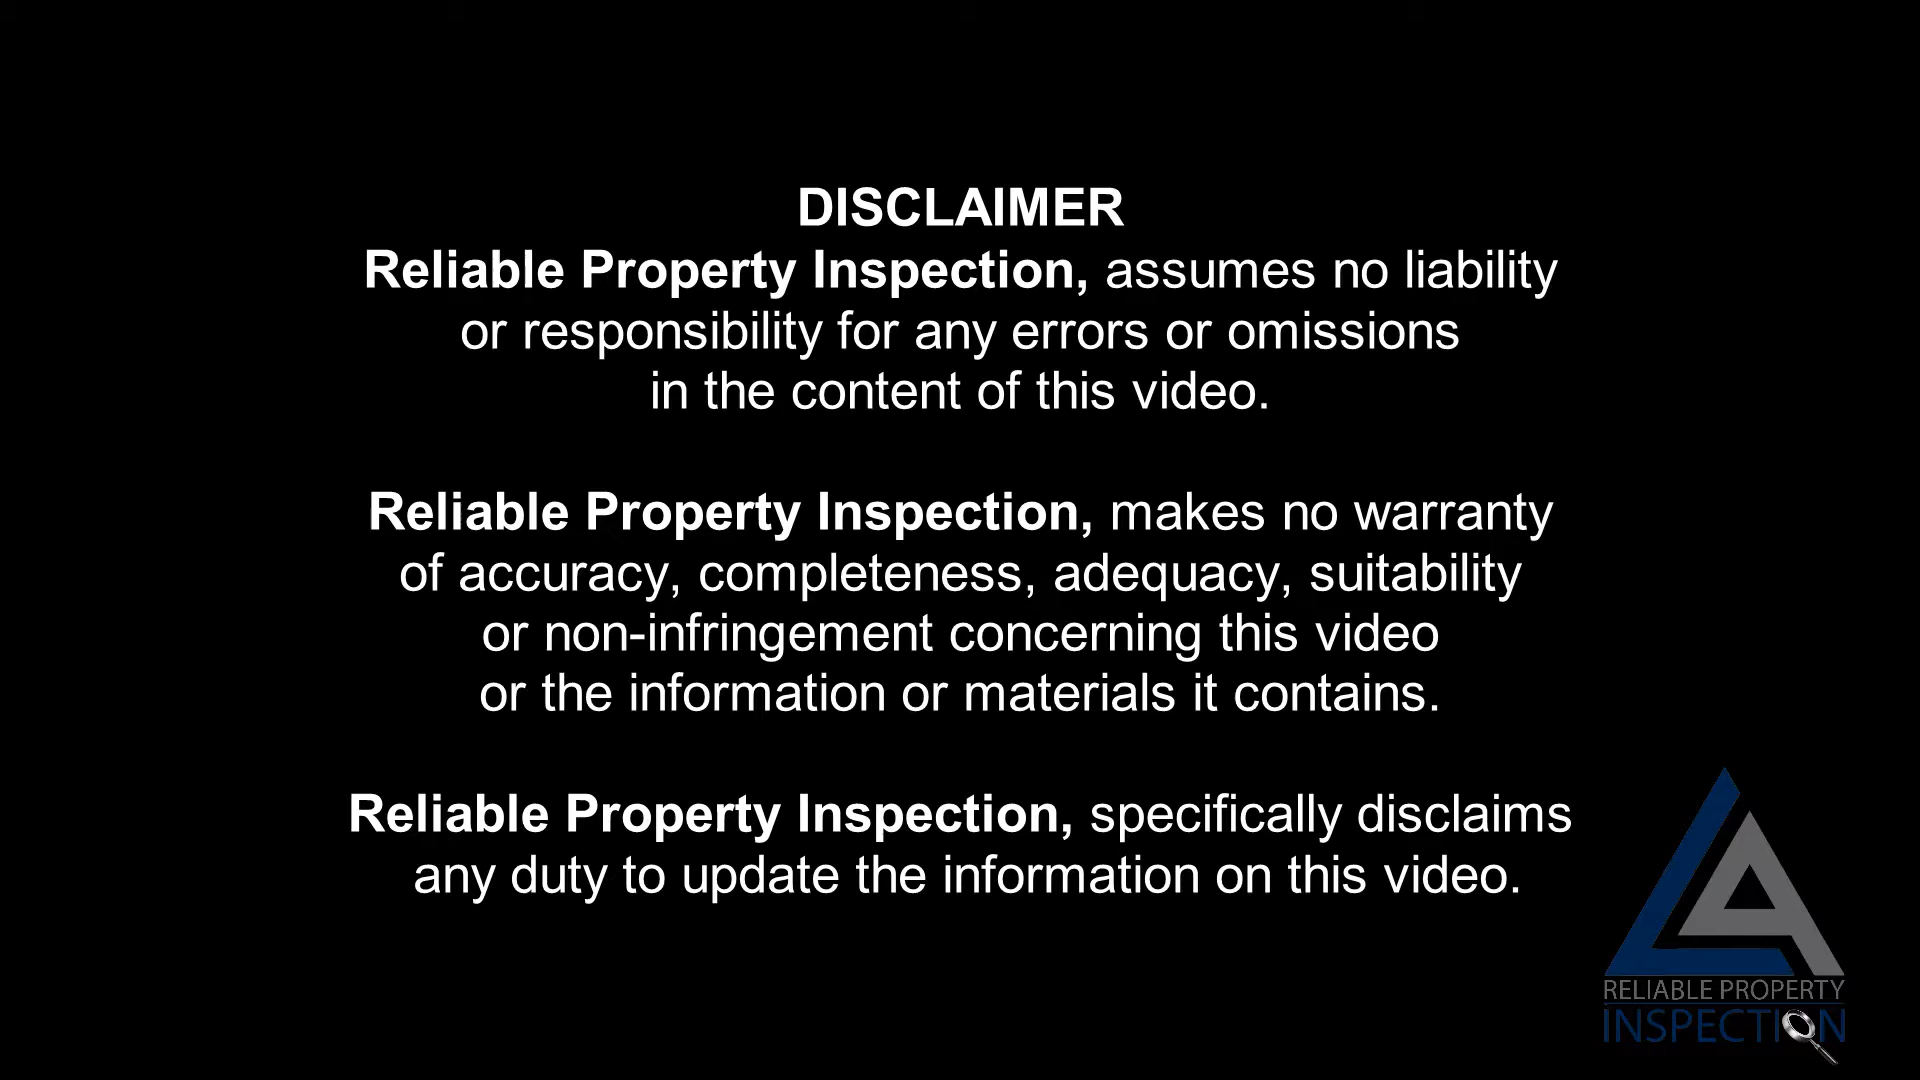 DISCLAIMER
Reliable Property Inspection, assumes no liability
or responsibility for any errors or omissions
in the content of this video.
Reliable Property Inspection, makes no warranty
of accuracy, completeness, adequacy, suitability
or non-infringement concerning this video
or the information or materials it contains.
Reliable Property Inspection, specifically disclaims
any duty to update the information on this video.
LA
RELIABLE PROPERTY
INSPECTION